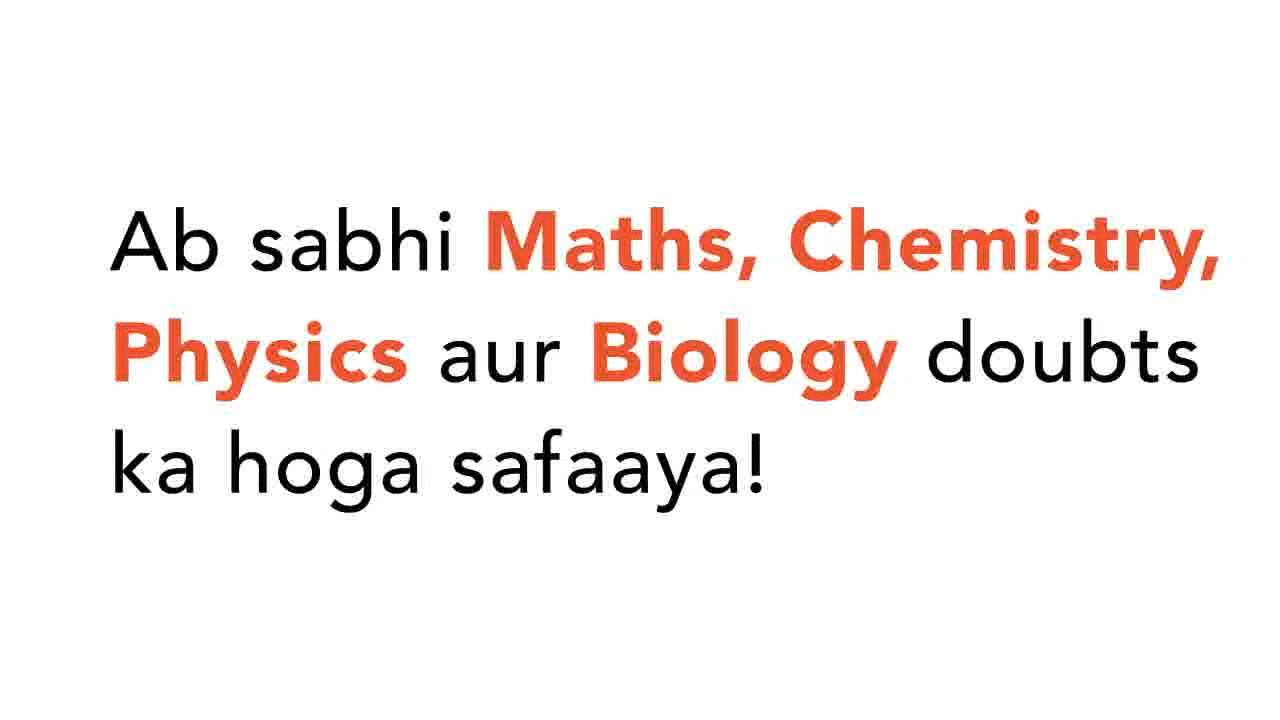 Ab sabhi Maths, Chemistry,
Physics aur Biology doubts
ka hoga safaaya!